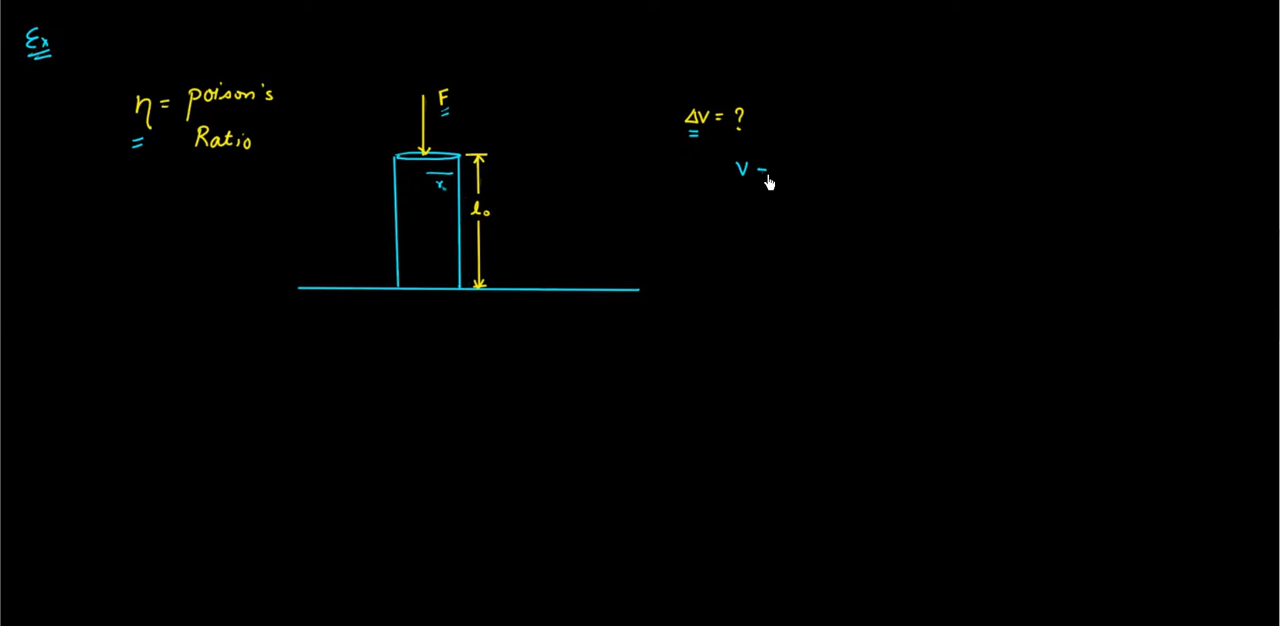 Ex
η = poison's
Ratio
F
l₀
ΔV = ?
V -